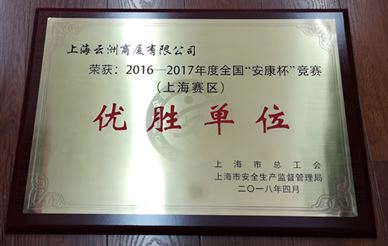 上海云洲商厦有限公司
荣获：2016—2017年度全国“安康杯”竞赛
（上海赛区）
优胜单位
上海市总工会
上海市安全生产监督管理局
二〇一八年四月